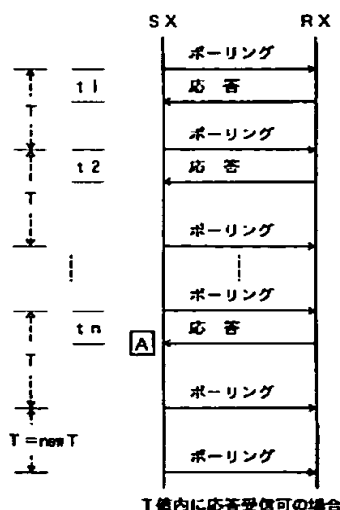 SX RX
ポーリング
t1 応答
T
ポーリング
t2 応答
T
ポーリング
ポーリング
tn 応答
A
T
ポーリング
T=newT
ポーリング
T値内に応答受信可の場合